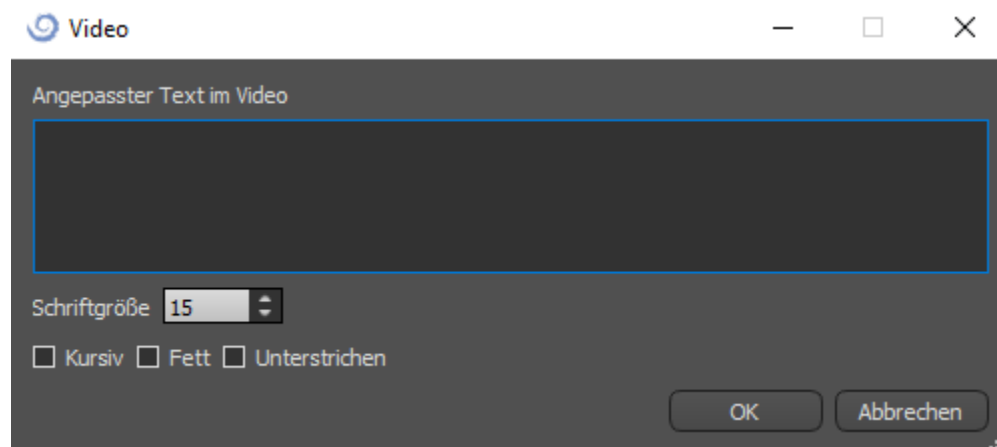 Video
Angepasster Text im Video
Schriftgröße 15
Kursiv Fett Unterstrichen
OK Abbrechen